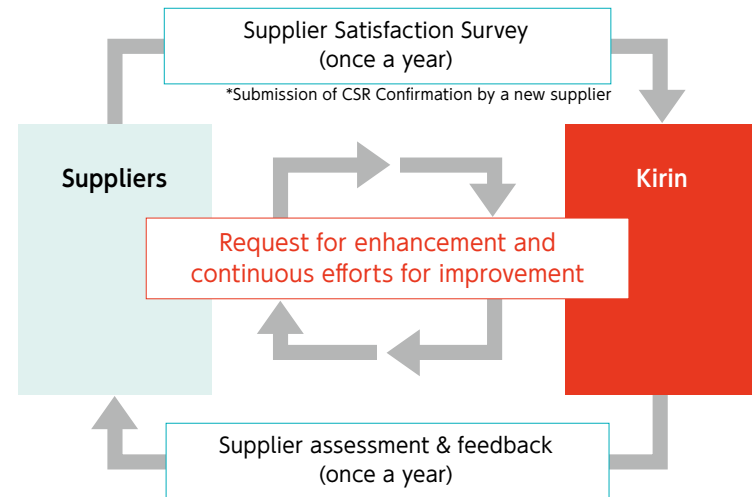 Supplier Satisfaction Survey
(once a year)
*Submission of CSR Confirmation by a new supplier
Suppliers
Kirin
Request for enhancement and
continuous efforts for improvement
Supplier assessment & feedback
(once a year)